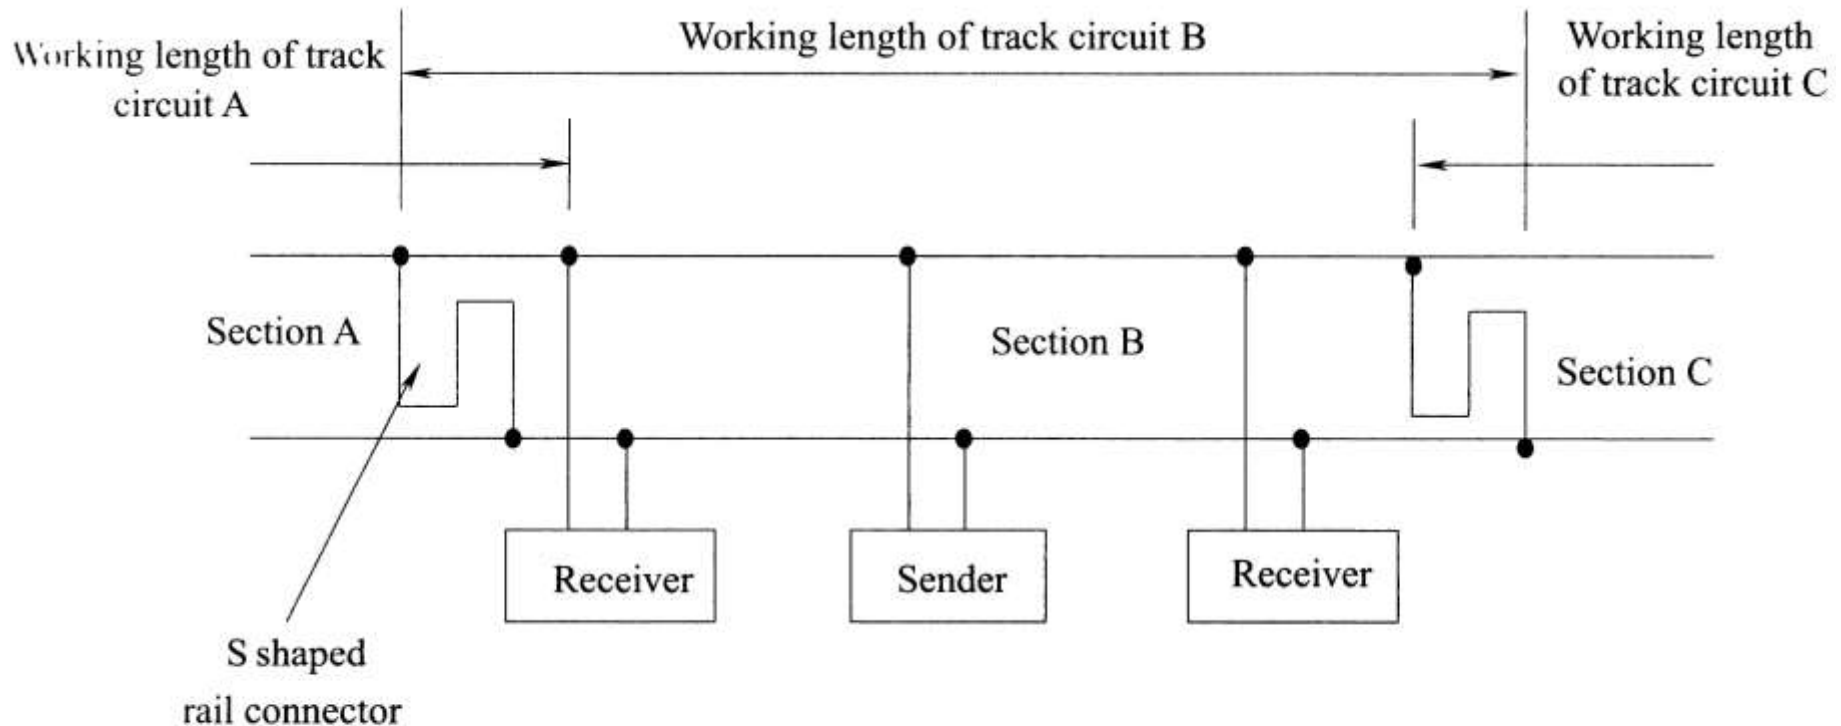 Working length of track
circuit A
Working length of track circuit B
Working length
of track circuit C
Section A
Section B
Section C
Receiver
Sender
Receiver
S shaped
rail connector